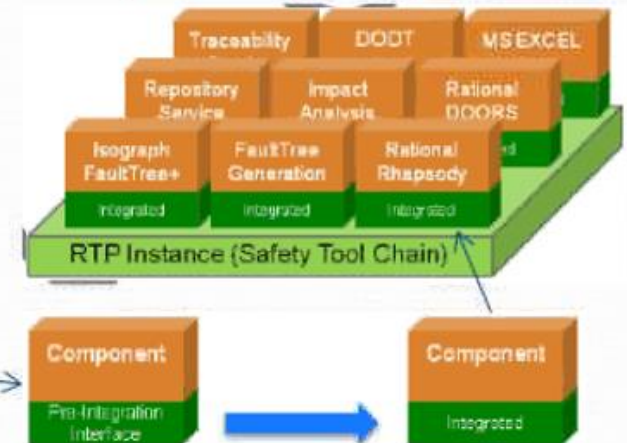 Traceability
DODT
MS EXCEL
Repository
Service
Impact
Analysis
Rational
DOORS
Isograph
FaultTree+
Integrated
FaultTree
Generation
Integrated
Rational
Rhapsody
Integrated
RTP Instance (Safety Tool Chain)
Component
Pre-Integration
Interface
Component
Integrated